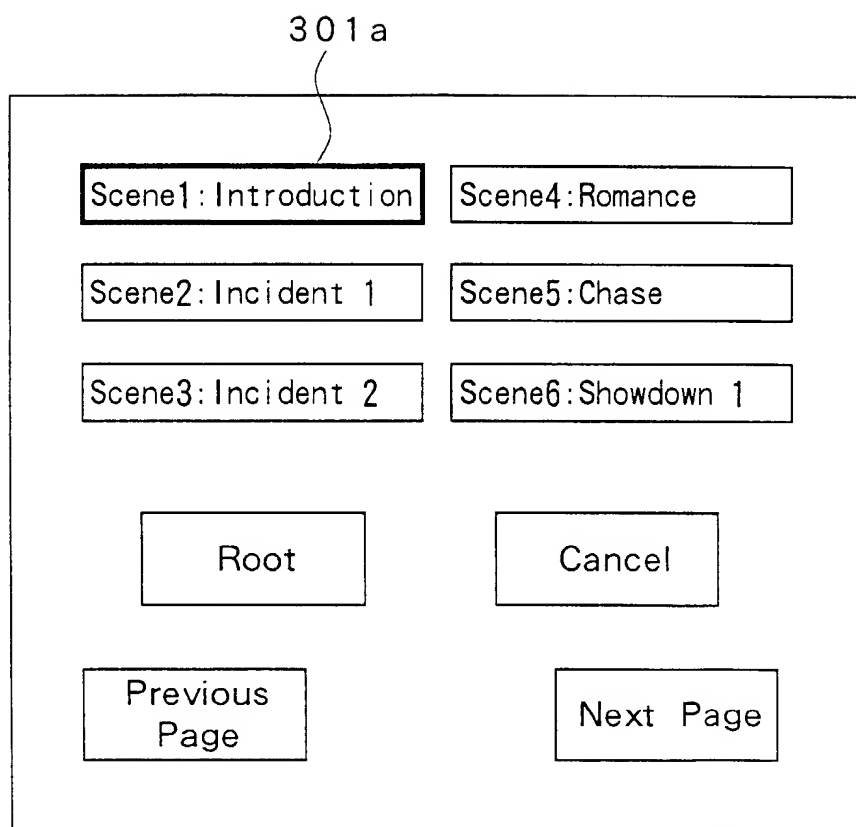 301a
Scene1:Introduction
Scene4:Romance
Scene2:Incident 1
Scene5:Chase
Scene3:Incident 2
Scene6:Showdown 1
Root
Cancel
Previous
Page
Next Page